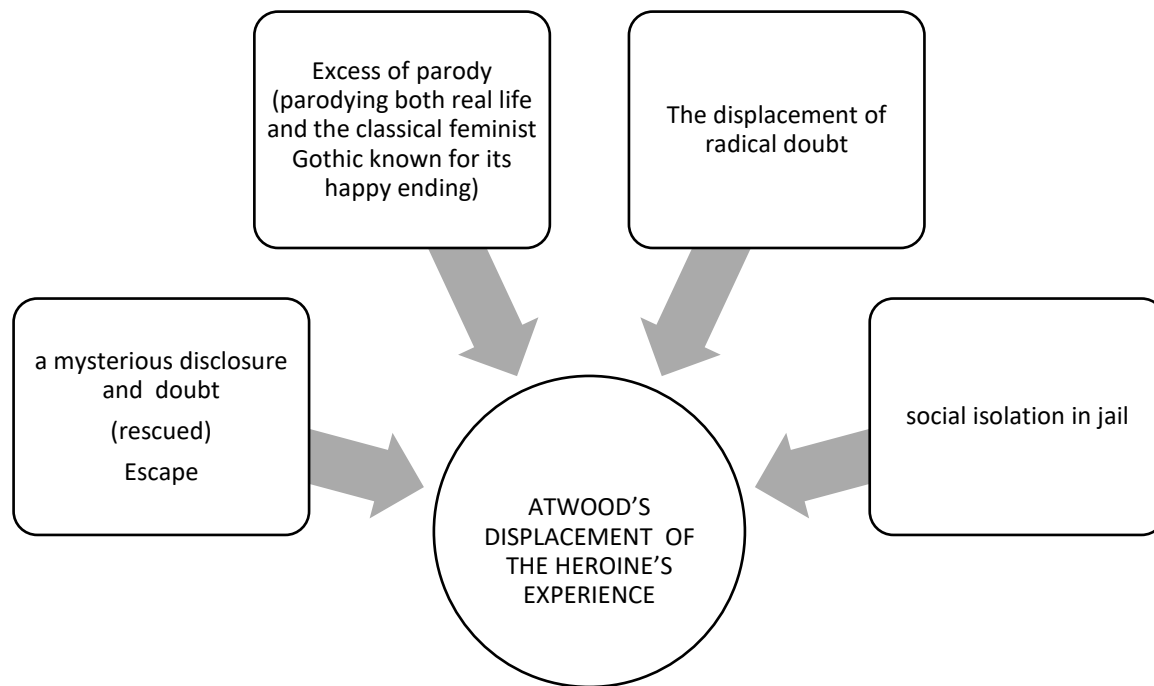 Excess of parody
(parodying both real life
and the classical feminist
Gothic known for its
happy ending)
The displacement of
radical doubt
a mysterious disclosure
and  doubt
(rescued)
Escape
social isolation in jail
ATWOOD’S
DISPLACEMENT  OF
THE HEROINE’S
EXPERIENCE